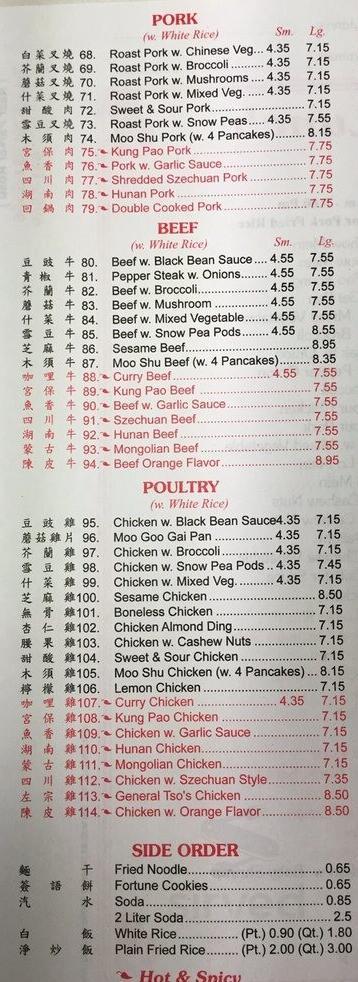 PORK
(w. White Rice) Sm. Lg.
白菜叉燒 68. Roast Pork w. Chinese Veg... 4.35 7.15
芥蘭叉燒 69. Roast Pork w. Broccoli ........ 4.35 7.15
蘑菇叉燒 70. Roast Pork w. Mushrooms .... 4.35 7.15
什菜叉燒 71. Roast Pork w. Mixed Veg. ..... 4.35 7.15
甜酸肉 72. Sweet & Sour Pork........................ 7.15
雪豆叉燒 73. Roast Pork w. Snow Peas...... 4.35 7.55
木須肉 74. Moo Shu Pork (w. 4 Pancakes).......... 8.15
宮保肉 75. Kung Pao Pork .............................. 7.75
魚香肉 76. Pork w. Garlic Sauce...................... 7.75
四川肉 77. Shredded Szechuan Pork ............... 7.75
湖南肉 78. Hunan Pork ................................... 7.75
回鍋肉 79. Double Cooked Pork...................... 7.75
BEEF
(w. White Rice) Sm. Lg.
豆豉牛 80. Beef w. Black Bean Sauce .... 4.55 7.55
青椒牛 81. Pepper Steak w. Onions........ 4.55 7.55
芥蘭牛 82. Beef w. Broccoli..................... 4.55 7.55
蘑菇牛 83. Beef w. Mushroom ................ 4.55 7.55
什菜牛 84. Beef w. Mixed Vegetable........ 4.55 7.55
雪豆牛 85. Beef w. Snow Pea Pods......... 4.55 8.55
芝麻牛 86. Sesame Beef................................. 8.95
木須牛 87. Moo Shu Beef (w. 4 Pancakes).......... 8.35
咖喱牛 88. Curry Beef .......................... 4.55 7.55
宮保牛 89. Kung Pao Beef ............................. 7.55
魚香牛 90. Beef w. Garlic Sauce..................... 7.55
四川牛 91. Szechuan Beef ............................. 7.55
湖南牛 92. Hunan Beef .................................. 7.55
蒙古牛 93. Mongolian Beef ............................ 7.55
陳皮牛 94. Beef Orange Flavor ...................... 8.95
POULTRY
(w. White Rice)
豆豉雞 95. Chicken w. Black Bean Sauce 4.35 7.15
蘑菇雞片 96. Moo Goo Gai Pan ................. 4.35 7.15
芥蘭雞 97. Chicken w. Broccoli ............... 4.35 7.15
雪豆雞 98. Chicken w. Snow Pea Pods .. 4.35 7.45
什菜雞 99. Chicken w. Mixed Veg. .......... 4.35 7.15
芝麻雞 100. Sesame Chicken ......................... 8.50
無骨雞 101. Boneless Chicken ....................... 7.15
杏仁雞 102. Chicken Almond Ding................... 7.15
腰果雞 103. Chicken w. Cashew Nuts .............. 7.15
甜酸雞 104. Sweet & Sour Chicken ................. 7.15
木須雞 105. Moo Shu Chicken (w. 4 Pancakes) ... 8.15
檸檬雞 106. Lemon Chicken .......................... 7.15
咖喱雞 107. Curry Chicken ..................... 4.35 7.15
宮保雞 108. Kung Pao Chicken ..................... 7.15
魚香雞 109. Chicken w. Garlic Sauce ............. 7.15
湖南雞 110. Hunan Chicken .......................... 7.15
蒙古雞 111. Mongolian Chicken .................... 7.15
四川雞 112. Chicken w. Szechuan Style........... 7.35
左宗雞 113. General Tso's Chicken ................ 8.50
陳皮雞 114. Chicken w. Orange Flavor............. 8.50
SIDE ORDER
麵干 Fried Noodle................................... 0.65
簽語餅 Fortune Cookies.............................. 0.65
汽水 Soda............................................... 0.85
2 Liter Soda...................................... 2.5
白飯 White Rice................ (Pt.) 0.90 (Qt.) 1.80
淨炒飯 Plain Fried Rice........ (Pt.) 2.00 (Qt.) 3.00
Hot & Spicy